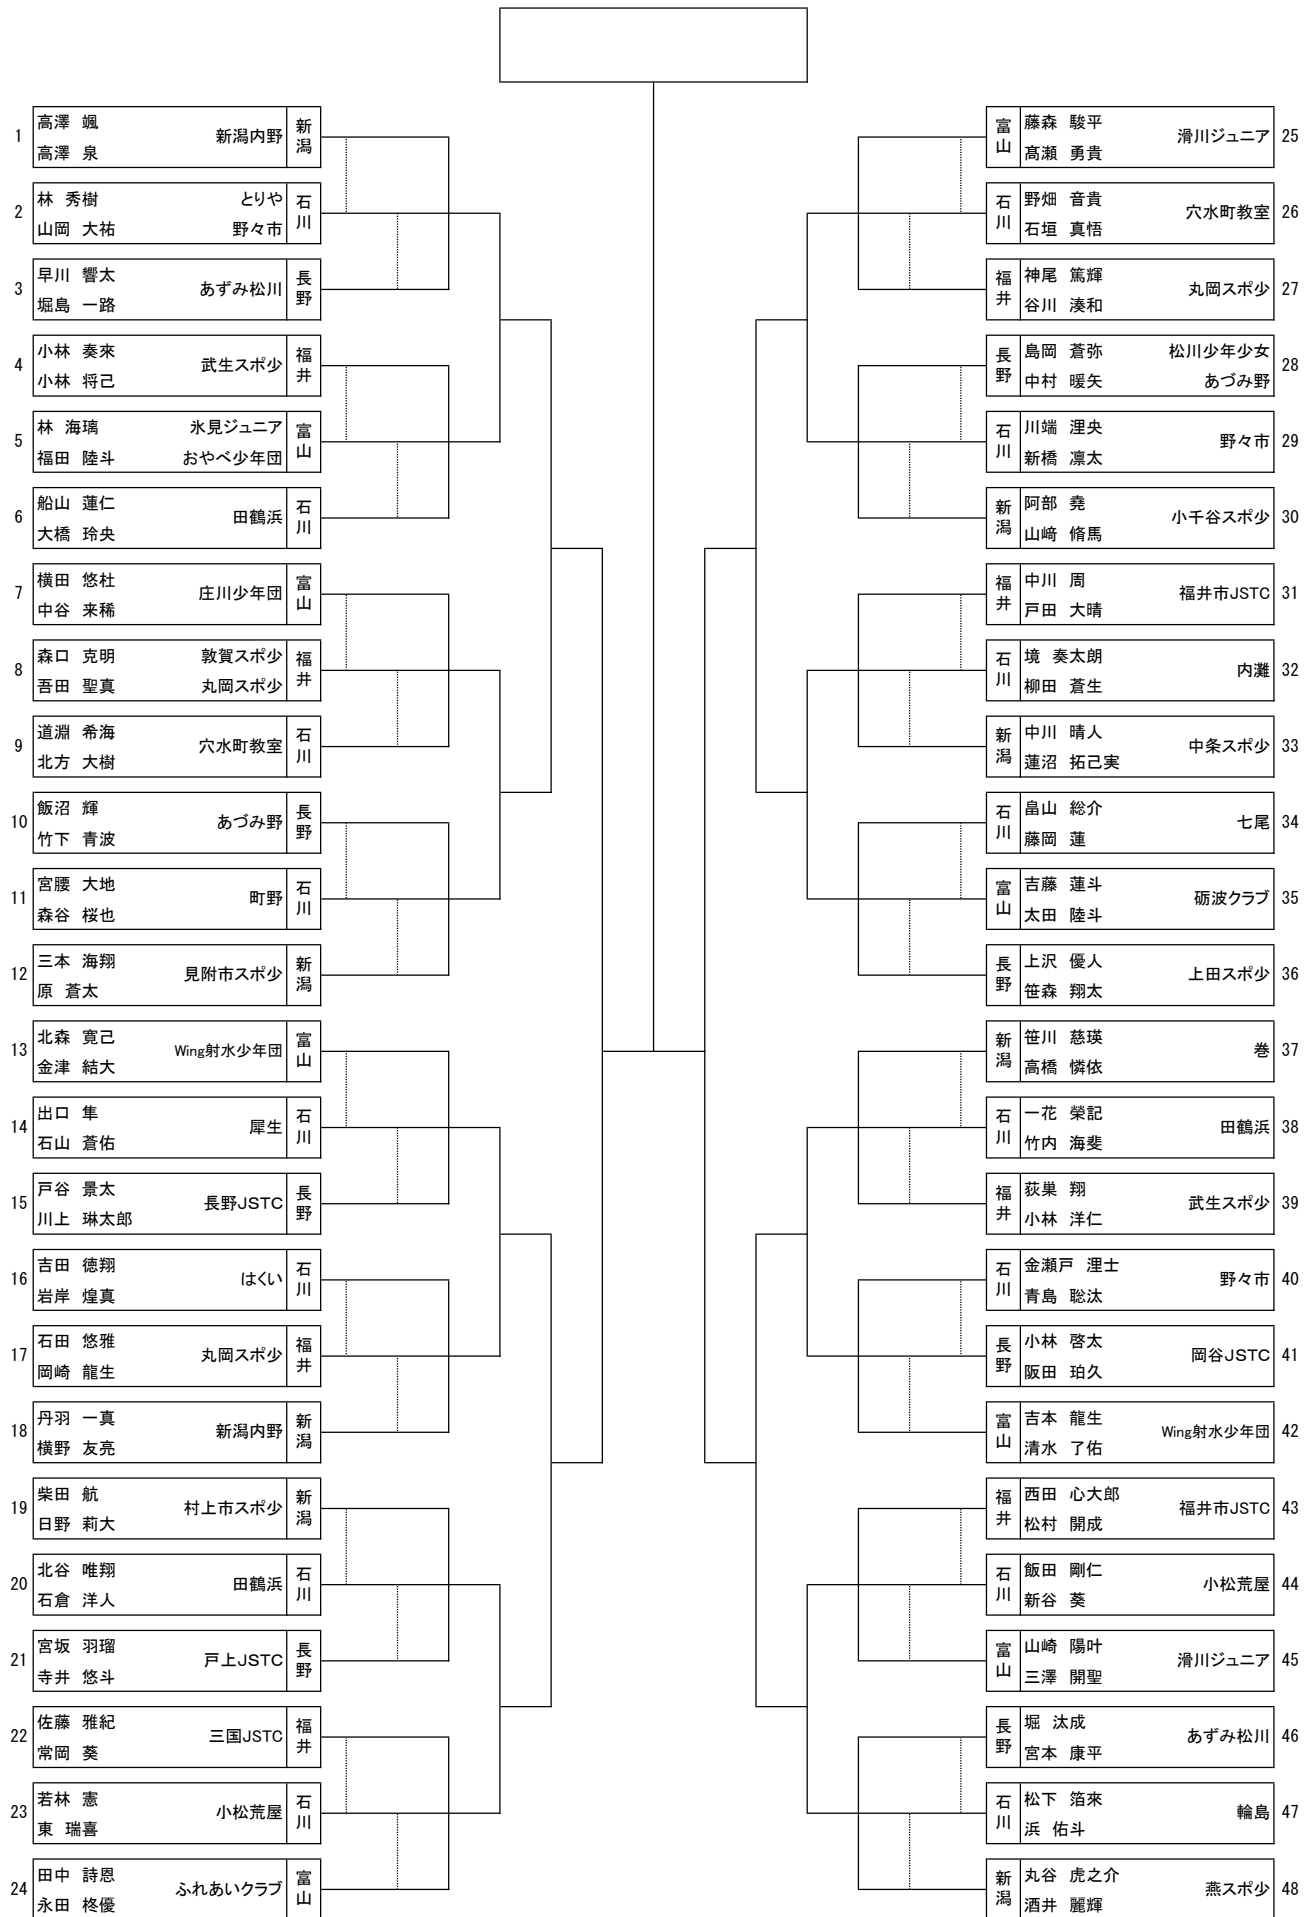 1 高澤 颯 高澤 泉 新潟内野 新潟
2 林 秀樹 とりや 山岡 大祐 野々市 石川
3 早川 響太 堀島 一路 あずみ松川 長野
4 小林 奏來 小林 将己 武生スポ少 福井
5 林 海璃 氷見ジュニア 福田 陸斗 おやべ少年団 富山
6 船山 蓮仁 大橋 玲央 田鶴浜 石川
7 横田 悠杜 中谷 来稀 庄川少年団 富山
8 森口 克明 敦賀スポ少 吾田 聖真 丸岡スポ少 福井
9 道淵 希海 北方 大樹 穴水町教室 石川
10 飯沼 輝 竹下 青波 あづみ野 長野
11 宮腰 大地 森谷 桜也 町野 石川
12 三本 海翔 原 蒼太 見附市スポ少 新潟
13 北森 寛己 金津 結大 Wing射水少年団 富山
14 出口 隼 石山 蒼佑 犀生 石川
15 戸谷 景太 川上 琳太郎 長野JSTC 長野
16 吉田 徳翔 岩岸 煌真 はくい 石川
17 石田 悠雅 岡崎 龍生 丸岡スポ少 福井
18 丹羽 一真 横野 友亮 新潟内野 新潟
19 柴田 航 日野 莉大 村上市スポ少 新潟
20 北谷 唯翔 石倉 洋人 田鶴浜 石川
21 宮坂 羽瑠 寺井 悠斗 戸上JSTC 長野
22 佐藤 雅紀 常岡 葵 三国JSTC 福井
23 若林 憲 東 瑞喜 小松荒屋 石川
24 田中 詩恩 永田 柊優 ふれあいクラブ 富山
富山 藤森 駿平 髙瀬 勇貴 滑川ジュニア 25
石川 野畑 音貴 石垣 真悟 穴水町教室 26
福井 神尾 篤輝 谷川 湊和 丸岡スポ少 27
長野 島岡 蒼弥 松川少年少女 中村 暖矢 あづみ野 28
石川 川端 浬央 新橋 凛太 野々市 29
新潟 阿部 堯 山﨑 脩馬 小千谷スポ少 30
福井 中川 周 戸田 大晴 福井市JSTC 31
石川 境 奏太朗 柳田 蒼生 内灘 32
新潟 中川 晴人 蓮沼 拓己実 中条スポ少 33
石川 畠山 総介 藤岡 蓮 七尾 34
富山 吉藤 蓮斗 太田 陸斗 砺波クラブ 35
長野 上沢 優人 笹森 翔太 上田スポ少 36
新潟 笹川 慈瑛 高橋 憐依 巻 37
石川 一花 榮記 竹内 海斐 田鶴浜 38
福井 荻巣 翔 小林 洋仁 武生スポ少 39
石川 金瀬戸 浬士 青島 聡汰 野々市 40
長野 小林 啓太 阪田 珀久 岡谷JSTC 41
富山 吉本 龍生 清水 了佑 Wing射水少年団 42
福井 西田 心大郎 松村 開成 福井市JSTC 43
石川 飯田 剛仁 新谷 葵 小松荒屋 44
富山 山崎 陽叶 三澤 開聖 滑川ジュニア 45
長野 堀 汰成 宮本 康平 あずみ松川 46
石川 松下 箔來 浜 佑斗 輪島 47
新潟 丸谷 虎之介 酒井 麗輝 燕スポ少 48